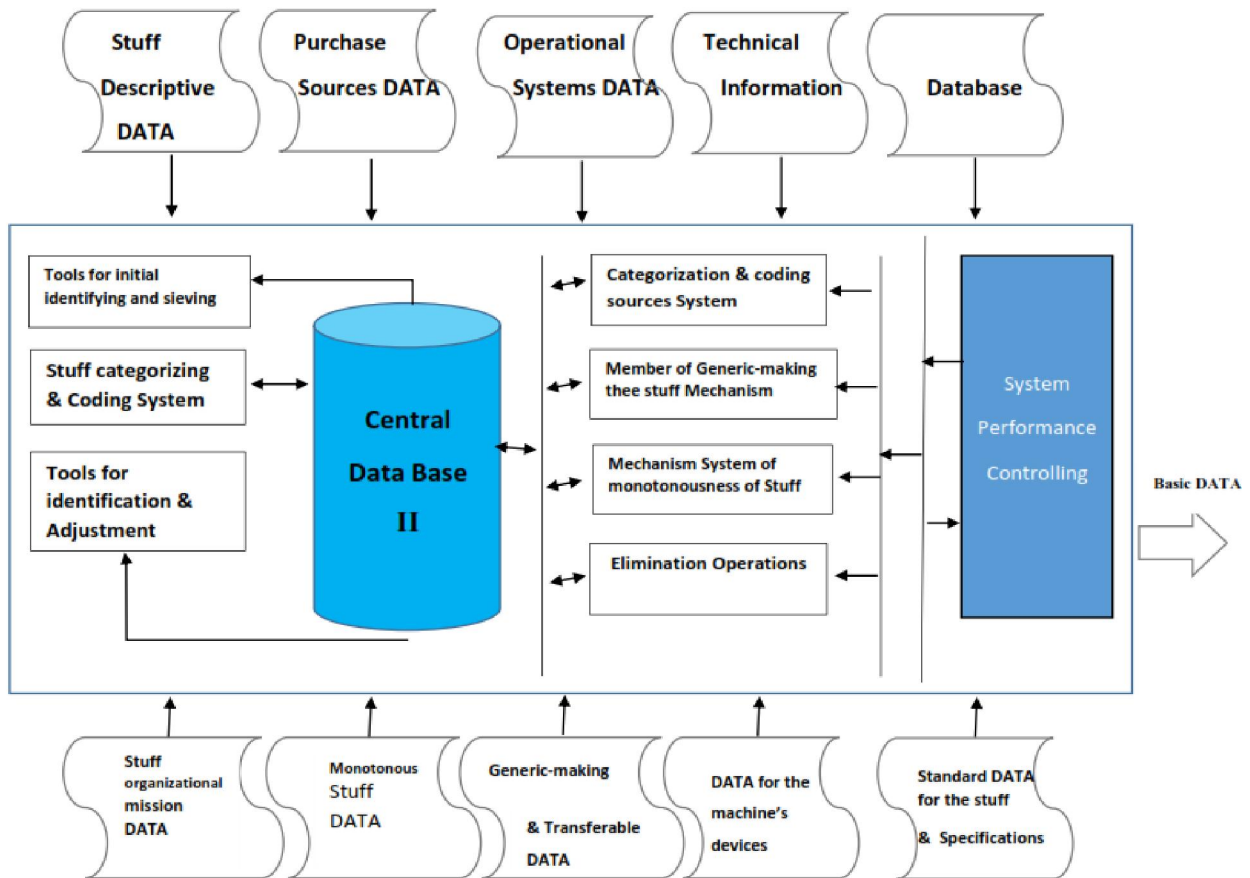 Stuff
Descriptive
DATA
Purchase
Sources DATA
Operational
Systems DATA
Technical
Information
Database
Tools for initial
identifying and sieving
Stuff categorizing
& Coding System
Tools for
identification &
Adjustment
Central
Data Base
II
Categorization & coding
sources System
Member of Generic-making
thee stuff Mechanism
Mechanism System of
monotonousness of Stuff
Elimination Operations
System
Performance
Controlling
Basic DATA
Stuff
organizational
mission
DATA
Monotonous
Stuff
DATA
Generic-making
& Transferable
DATA
DATA for the
machine's
devices
Standard DATA
for the stuff
& Specifications